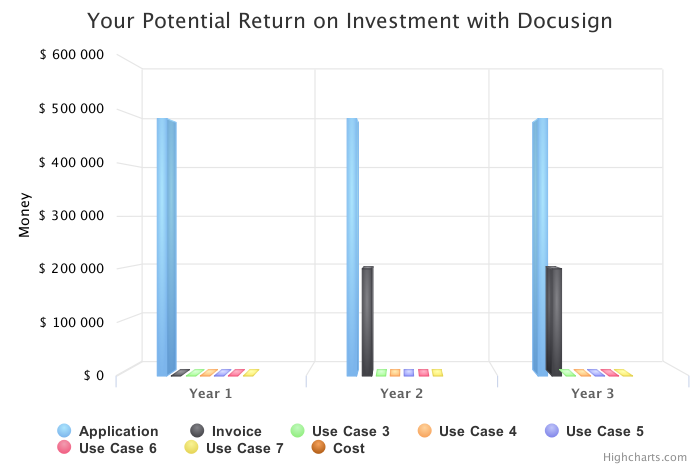 Your Potential Return on Investment with Docusign
$ 600 000
$ 500 000
$ 400 000
$ 300 000
$ 200 000
$ 100 000
$ 0
Money
Year 1 Year 2 Year 3
Application Invoice Use Case 3 Use Case 4 Use Case 5
Use Case 6 Use Case 7 Cost
Highcharts.com